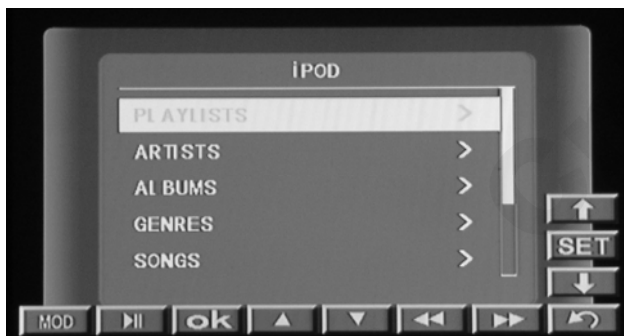 iPOD
PLAYLISTS
ARTISTS
ALBUMS
GENRES
SONGS
SET
MOD
ok